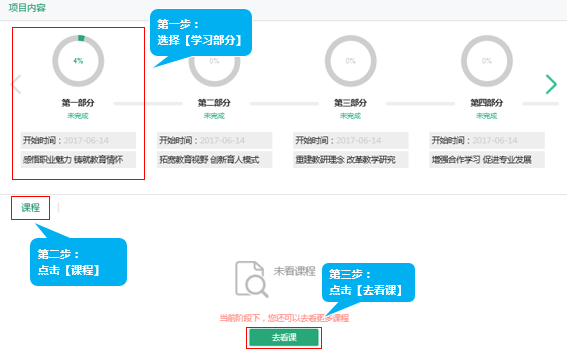 项目内容
第一步：
选择【学习部分】
4%
0%
0%
0%
第一部分
第二部分
第三部分
第四部分
未完成
未完成
未完成
未完成
开始时间：2017-06-14
开始时间：2017-06-14
开始时间：2017-06-14
开始时间：2017-06-14
感悟职业魅力 铸就教育情怀
拓宽教育视野 创新育人模式
重建教研理念 改革教学研究
增强合作学习 促进专业发展
课程
第二步：
点击【课程】
未看课程
第三步：
点击【去看课】
当前阶段下，您还可以去看更多课程
去看课